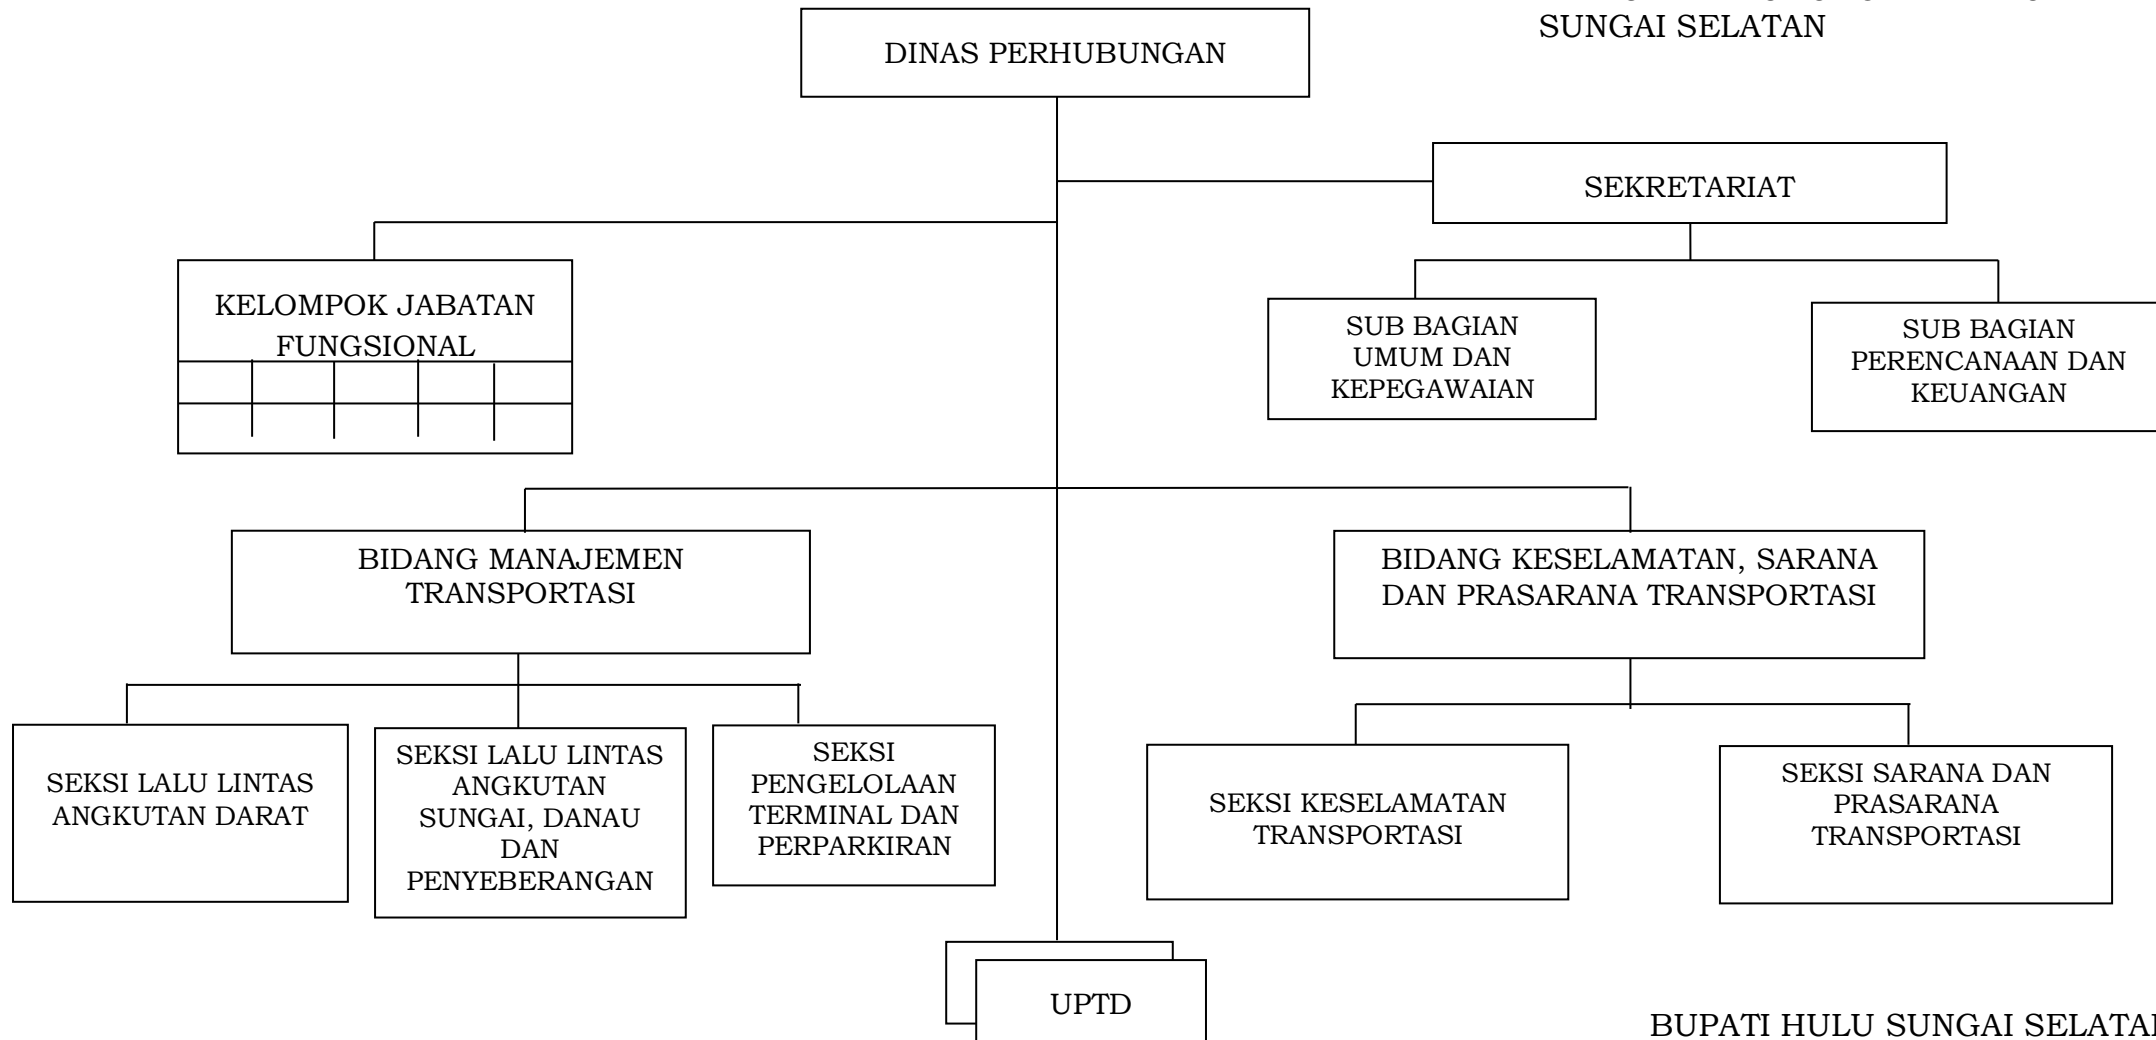 SUNGAI SELATAN
DINAS PERHUBUNGAN
SEKRETARIAT
KELOMPOK JABATAN
FUNGSIONAL
SUB BAGIAN
UMUM DAN
KEPEGAWAIAN
SUB BAGIAN
PERENCANAAN DAN
KEUANGAN
BIDANG MANAJEMEN
TRANSPORTASI
BIDANG KESELAMATAN, SARANA
DAN PRASARANA TRANSPORTASI
SEKSI LALU LINTAS
ANGKUTAN DARAT
SEKSI LALU LINTAS
ANGKUTAN
SUNGAI, DANAU
DAN
PENYEBERANGAN
SEKSI
PENGELOLAAN
TERMINAL DAN
PERPARKIRAN
SEKSI KESELAMATAN
TRANSPORTASI
SEKSI SARANA DAN
PRASARANA
TRANSPORTASI
UPTD
BUPATI HULU SUNGAI SELATAN